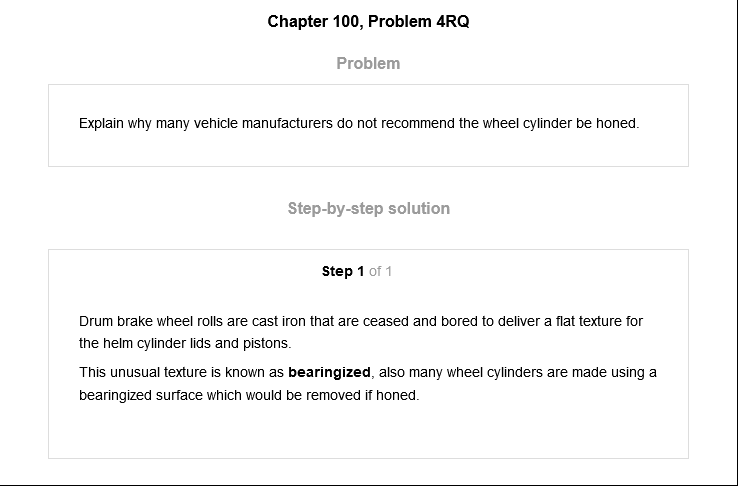 Chapter 100, Problem 4RQ
Problem
Explain why many vehicle manufacturers do not recommend the wheel cylinder be honed.
Step-by-step solution
Step 1 of 1
Drum brake wheel rolls are cast iron that are ceased and bored to deliver a flat texture for
the helm cylinder lids and pistons.
This unusual texture is known as bearingized, also many wheel cylinders are made using a
bearingized surface which would be removed if honed.